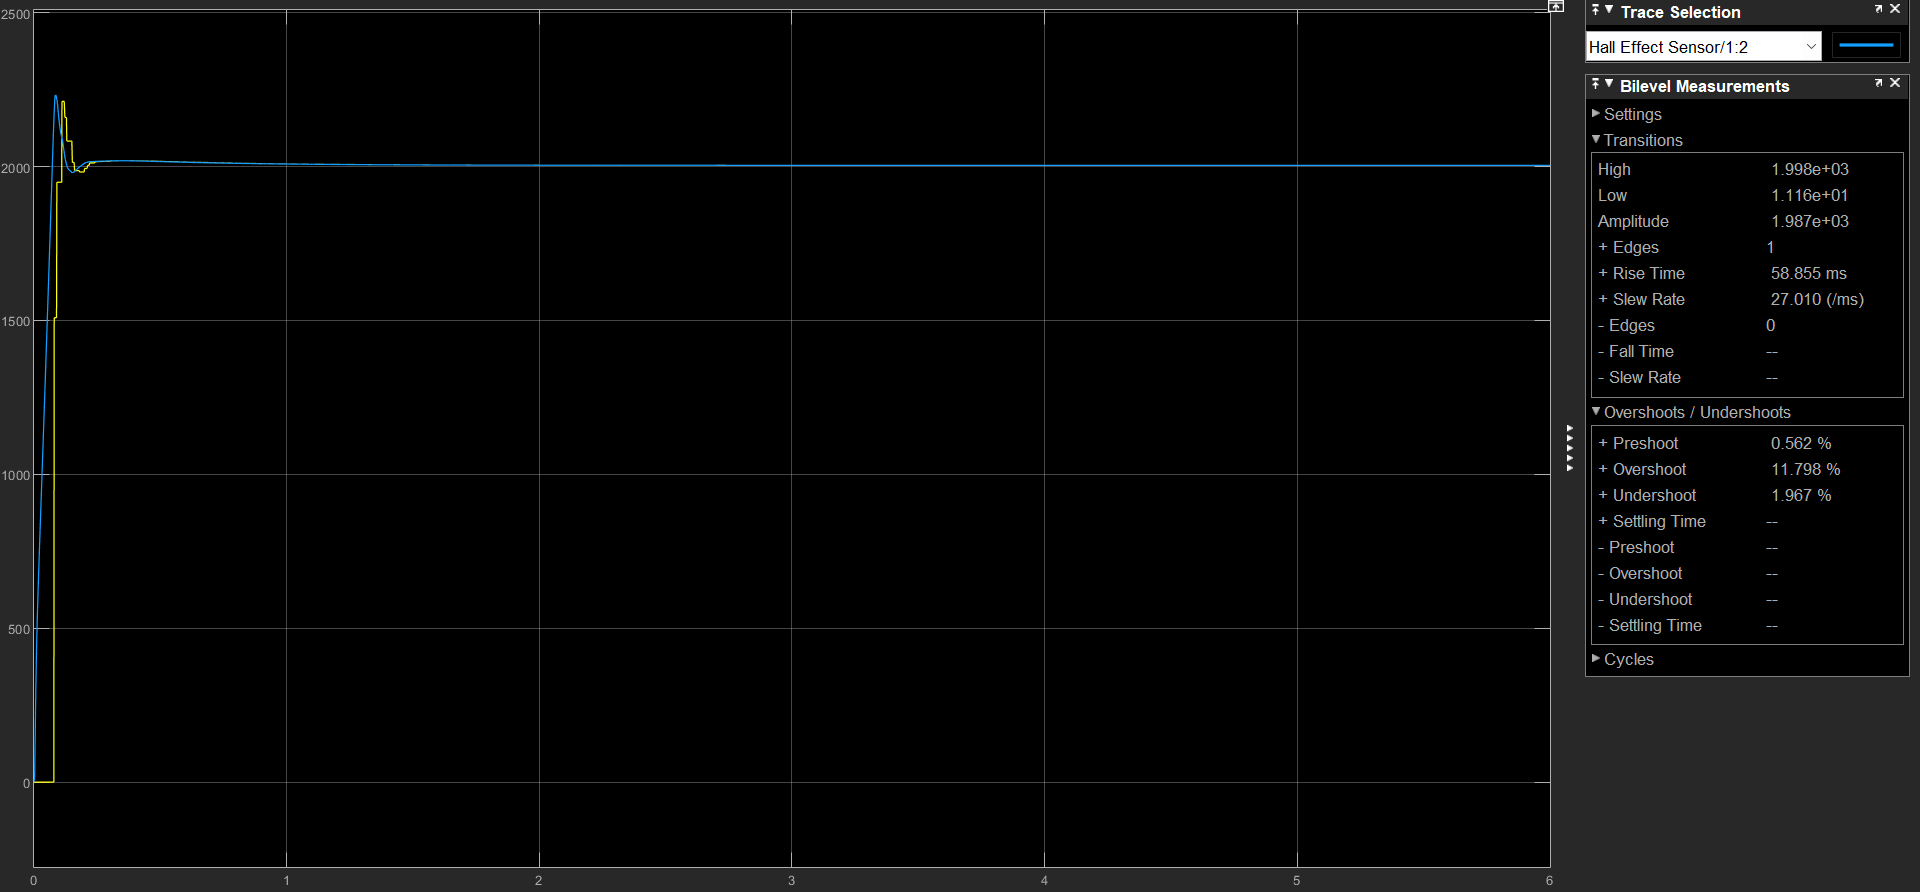 2500
2000
1500
1000
500
0
0 1 2 3 4 5 6
Trace Selection
Hall Effect Sensor/1:2
Bilevel Measurements
Settings
Transitions
High 1.998e+03
Low 1.116e+01
Amplitude 1.987e+03
+ Edges 1
+ Rise Time 58.855 ms
+ Slew Rate 27.010 (/ms)
- Edges 0
- Fall Time --
- Slew Rate --
Overshoots / Undershoots
+ Preshoot 0.562 %
+ Overshoot 11.798 %
+ Undershoot 1.967 %
+ Settling Time --
- Preshoot --
- Overshoot --
- Undershoot --
- Settling Time --
Cycles